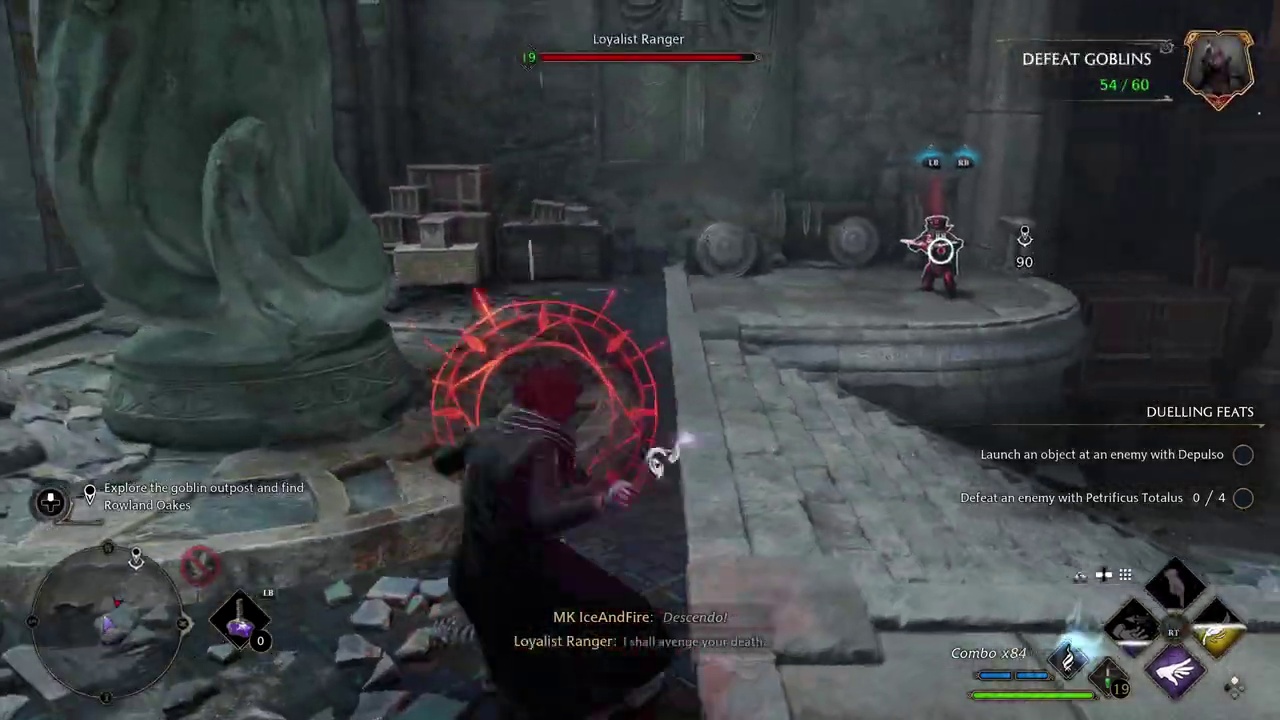 Loyalist Ranger
19
DEFEAT GOBLINS
54 / 60
LB RB
90
DUELLING FEATS
Launch an object at an enemy with Depulso
Defeat an enemy with Petrificus Totalus 0 / 4
Explore the goblin outpost and find
Rowland Oakes
LB
0
MK IceAndFire: Descendo!
Loyalist Ranger: I shall avenge your death.
RT
Combo x84
19